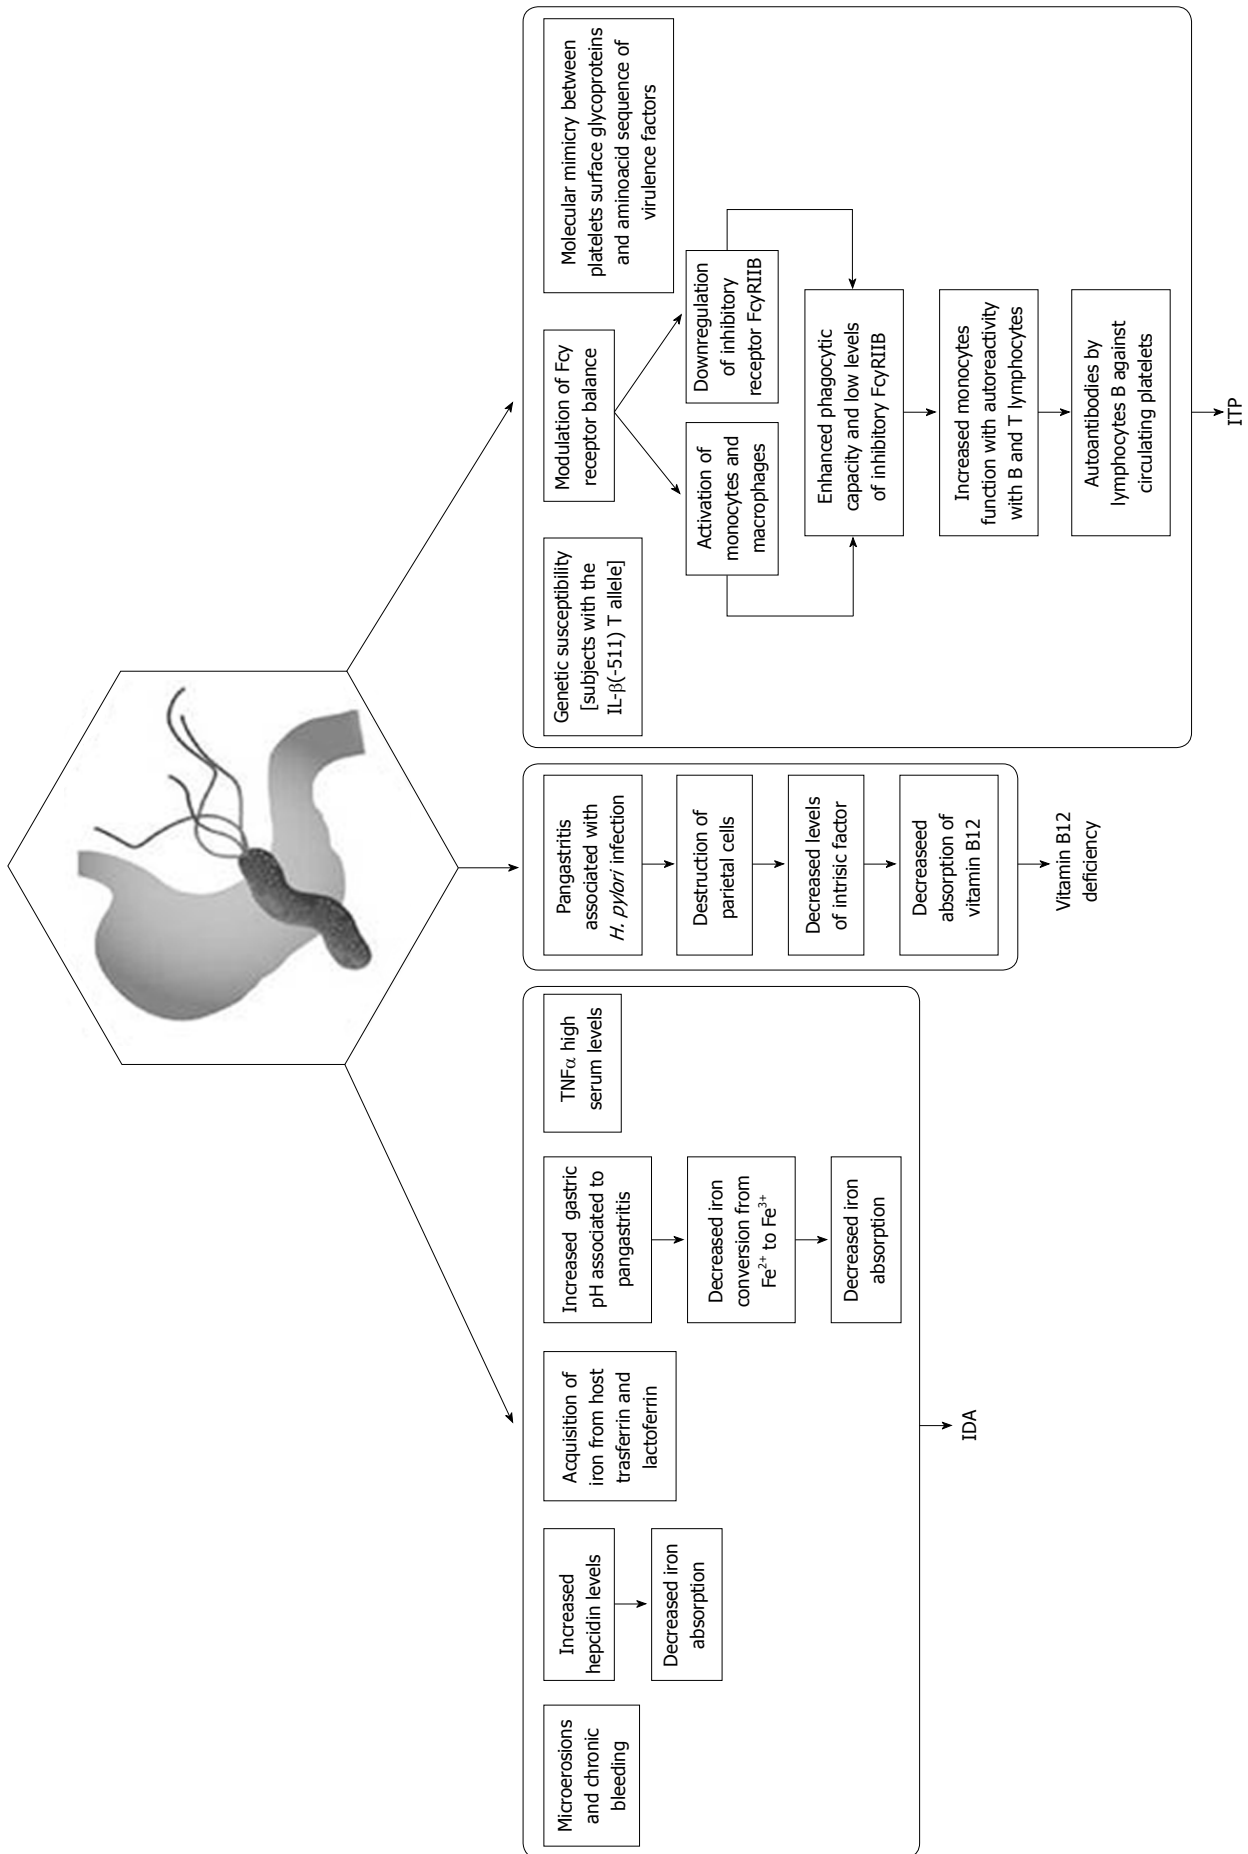 Microerosions
and chronic
bleeding
Increased
hepcidin levels
Decreased iron
absorption
Acquisition of
iron from host
trasferrin and
lactoferrin
Increased gastric
pH associated to
pangastritis
Decreased iron
conversion from
Fe²⁺ to Fe³⁺
Decreased iron
absorption
TNFα high
serum levels
IDA
Pangastritis
associated with
H. pylori infection
Destruction of
parietal cells
Decreased levels
of intrisic factor
Decreaseed
absorption of
vitamin B12
Vitamin B12
deficiency
Genetic susceptibility
[subjects with the
IL-β(-511) T allele]
Modulation of Fcy
receptor balance
Molecular mimicry between
platelets surface glycoproteins
and aminoacid sequence of
virulence factors
Activation of
monocytes and
macrophages
Downregulation
of inhibitory
receptor FcyRIIB
Enhanced phagocytic
capacity and low levels
of inhibitory FcyRIIB
Increased monocytes
function with autoreactivity
with B and T lymphocytes
Autoantibodies by
lymphocytes B against
circulating platelets
ITP